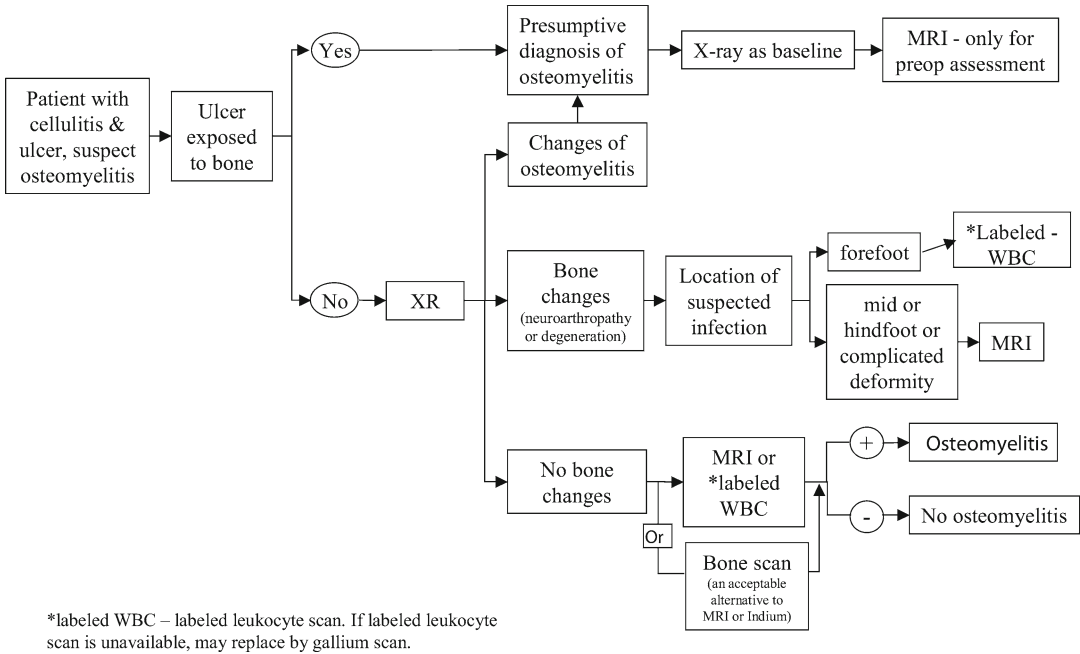 Patient with
cellulitis &
ulcer, suspect
osteomyelitis
Ulcer
exposed
to bone
Yes
Presumptive
diagnosis of
osteomyelitis
X-ray as baseline
MRI - only for
preop assessment
Changes of
osteomyelitis
No
XR
Bone
changes
(neuroarthropathy
or degeneration)
Location of
suspected
infection
forefoot
*Labeled -
WBC
mid or
hindfoot or
complicated
deformity
MRI
No bone
changes
MRI or
*labeled
WBC
Or
Bone scan
(an acceptable
alternative to
MRI or Indium)
+
Osteomyelitis
-
No osteomyelitis
*labeled WBC – labeled leukocyte scan. If labeled leukocyte
scan is unavailable, may replace by gallium scan.